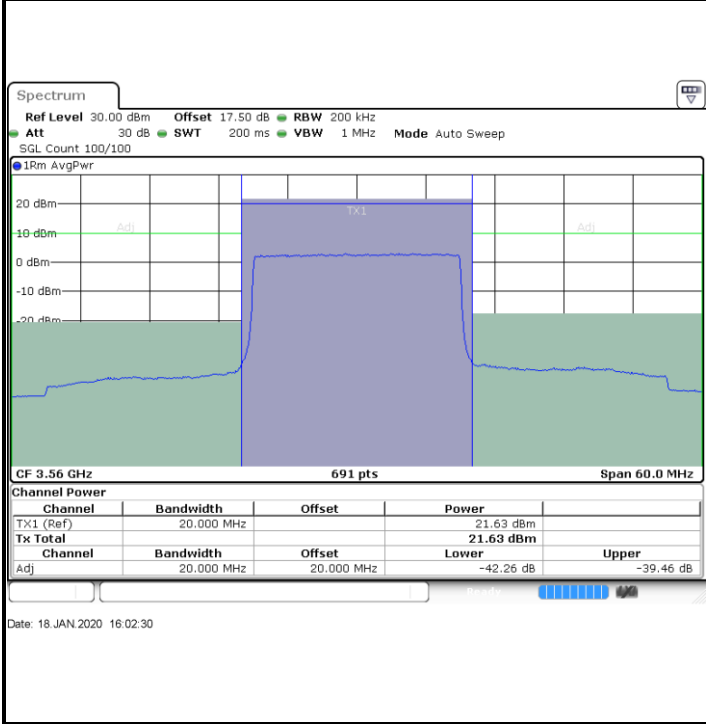 Spectrum
Ref Level 30.00 dBm Offset 17.50 dB RBW 200 kHz
Att 30 dB SWT 200 ms VBW 1 MHz Mode Auto Sweep
SGL Count 100/100
1Rm AvgPwr
20 dBm
TX1
10 dBm Adj Adj
0 dBm
-10 dBm
-20 dBm
CF 3.56 GHz 691 pts Span 60.0 MHz
Channel Power
Channel Bandwidth Offset Power
TX1 (Ref) 20.000 MHz 21.63 dBm
Tx Total 21.63 dBm
Channel Bandwidth Offset Lower Upper
Adj 20.000 MHz 20.000 MHz -42.26 dB -39.46 dB
Ready
Date: 18.JAN.2020 16:02:30